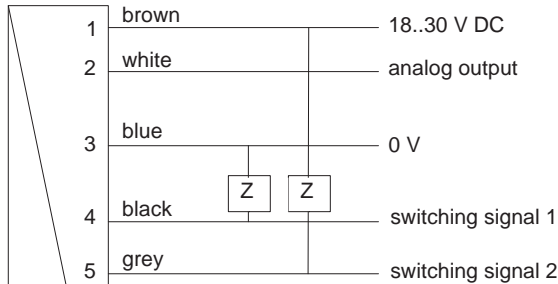 1 brown 18..30 V DC
2 white analog output
3 blue 0 V
Z Z
4 black switching signal 1
5 grey switching signal 2